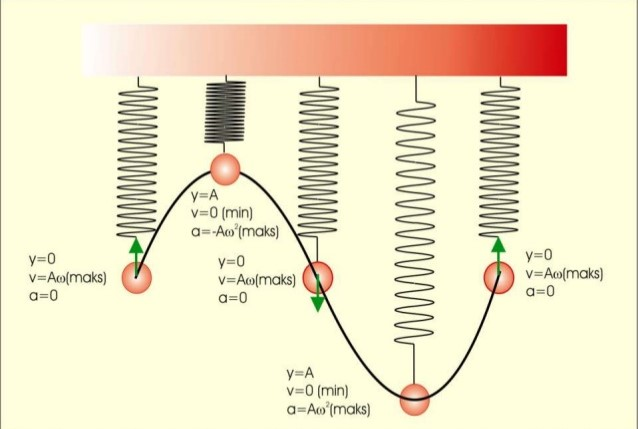 y=A
v=0 (min)
a=-Aω²(maks)
y=0
v=Aω(maks)
a=0
y=0
v=Aω(maks)
a=0
y=0
v=Aω(maks)
a=0
y=A
v=0 (min)
a=Aω²(maks)